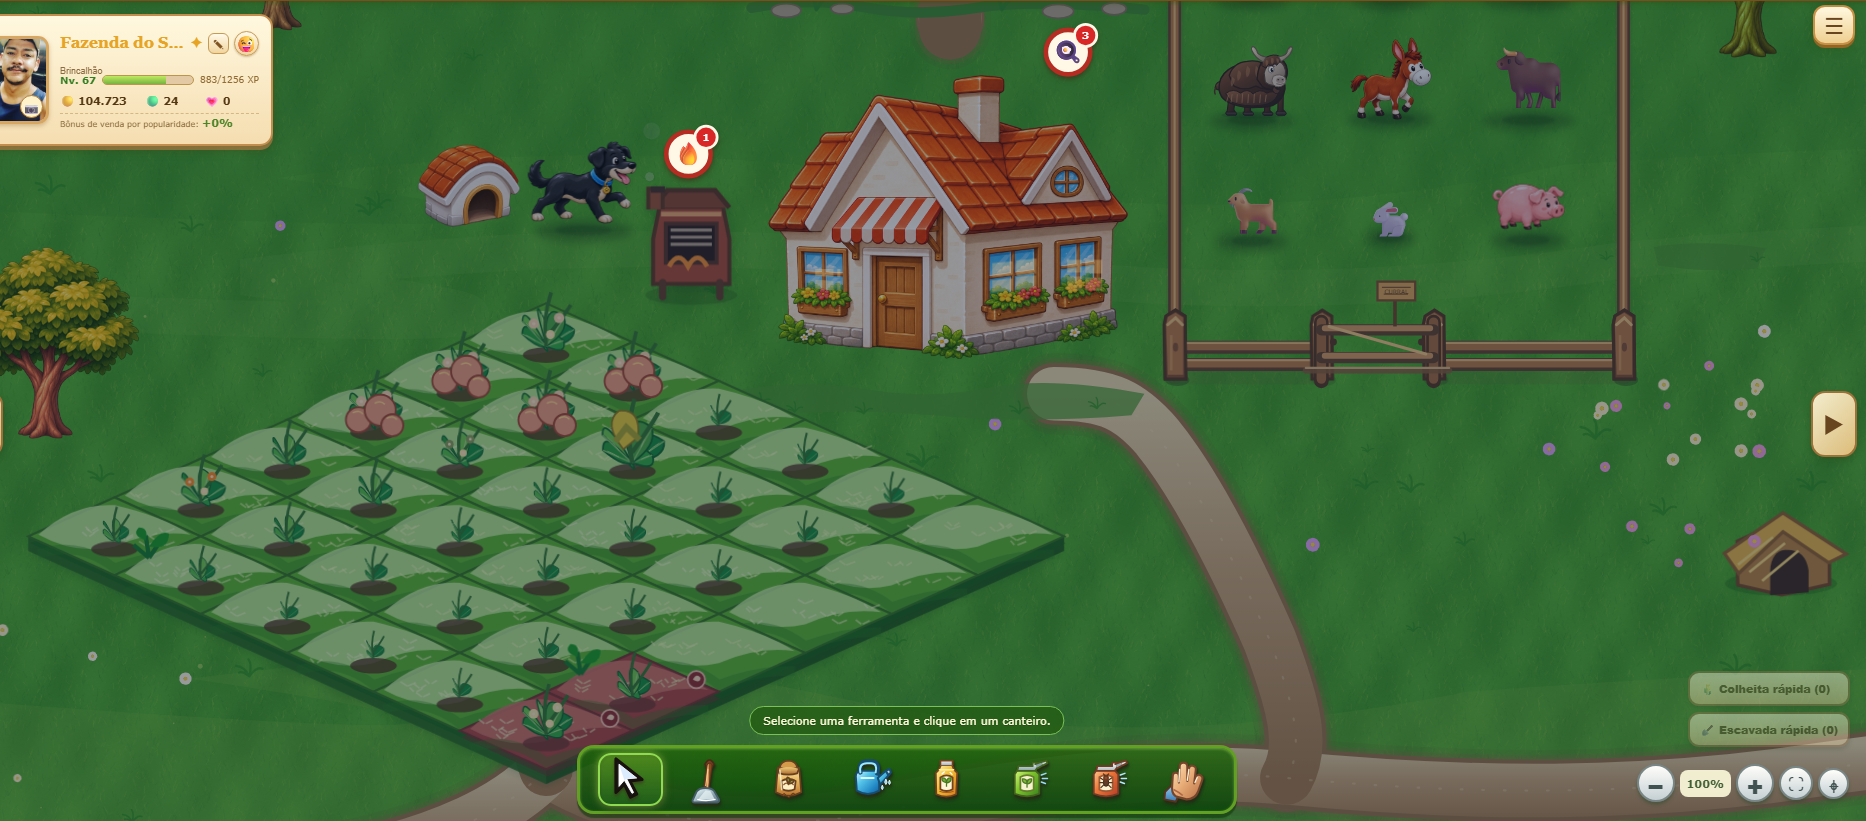 Fazenda do S...
Brincalhão
Nv. 67
883/1256 XP
104.723
24
0
Bônus de venda por popularidade: +0%
3
1
CURRAL
Colheita rápida (0)
Escavada rápida (0)
Selecione uma ferramenta e clique em um canteiro.
100%